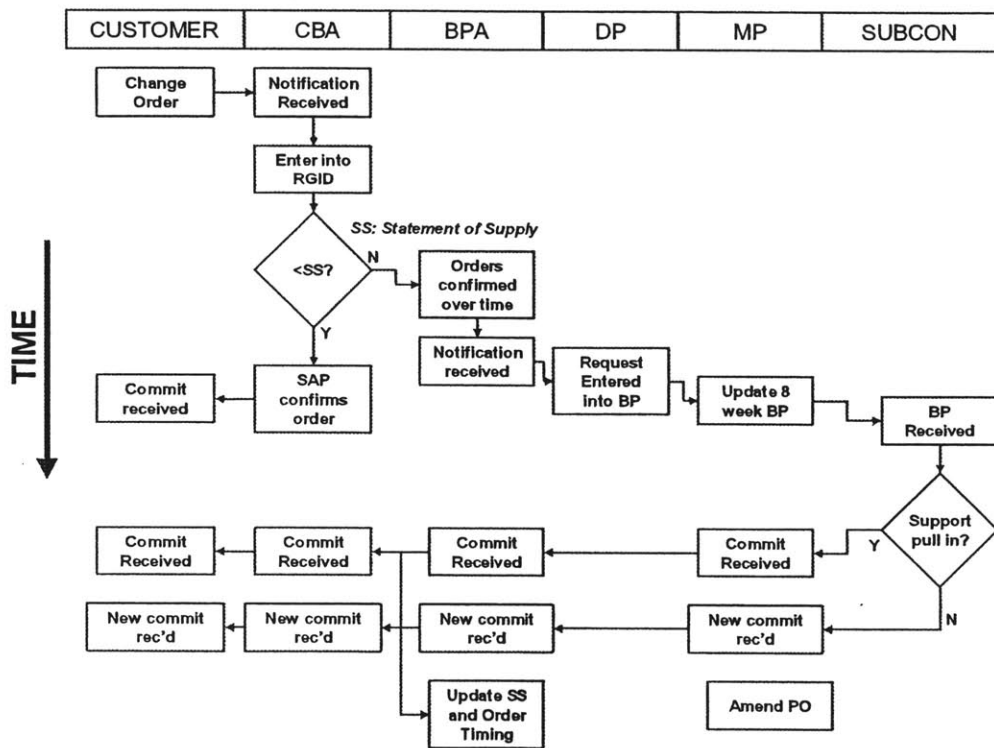 CUSTOMER
CBA
BPA
DP
MP
SUBCON
Change
Order
Notification
Received
Enter into
RGID
SS: Statement of Supply
<SS?
N
Y
Orders
confirmed
over time
Notification
received
Request
Entered
into BP
Update 8
week BP
BP
Received
TIME
Commit
received
SAP
confirms
order
Support
pull in?
Y
N
Commit
Received
Commit
Received
Commit
Received
Commit
Received
New commit
rec'd
New commit
rec'd
New commit
rec'd
New commit
rec'd
Update SS
and Order
Timing
Amend PO